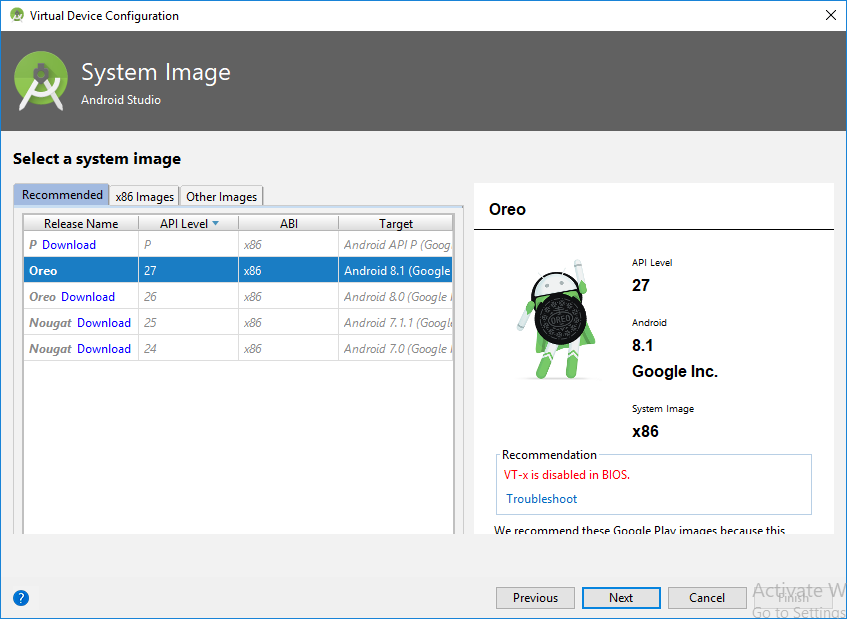 Virtual Device Configuration
System Image
Android Studio
Select a system image
Recommended x86 Images Other Images
Release Name API Level ABI Target
P Download P x86 Android API P (Goog
Oreo 27 x86 Android 8.1 (Google
Oreo Download 26 x86 Android 8.0 (Google
Nougat Download 25 x86 Android 7.1.1 (Googl
Nougat Download 24 x86 Android 7.0 (Google
Oreo
OREO
API Level
27
Android
8.1
Google Inc.
System Image
x86
Recommendation
VT-x is disabled in BIOS.
Troubleshoot
We recommend these Google Play images because this
? Previous Next Cancel Finish
Activate W
Go to Settings